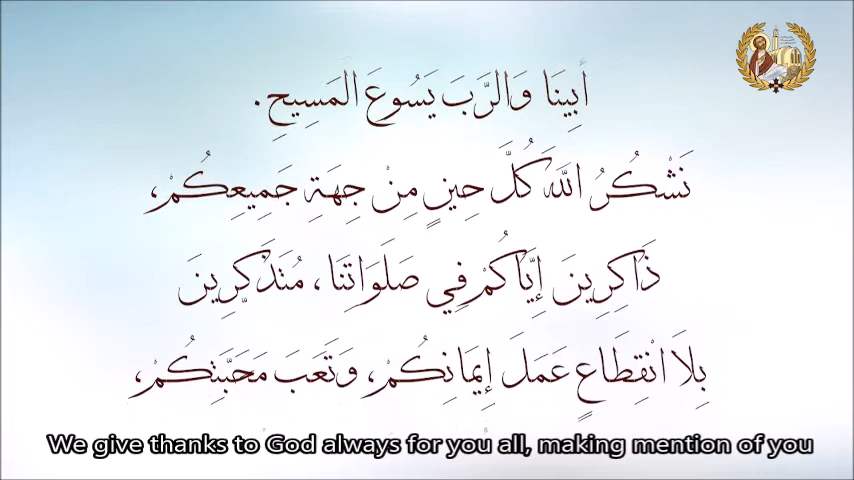 أَبِينَا وَالرَّبَ يَسُوعَ المَسِيحِ.
نَشْكُرُ اللهَ كُلَّ حِينٍ مِنْ جِهَةِ جَمِيعِكُمْ،
ذَاكِرِينَ إِيَّاكُمْ فِي صَلَوَاتِنَا، مُتَذَكِّرِينَ
بِلاَ انْقِطَاعٍ عَمَلَ إِيمَانِكُمْ، وَتَعَبَ مَحَبَّتِكُمْ،
We give thanks to God always for you all, making mention of you